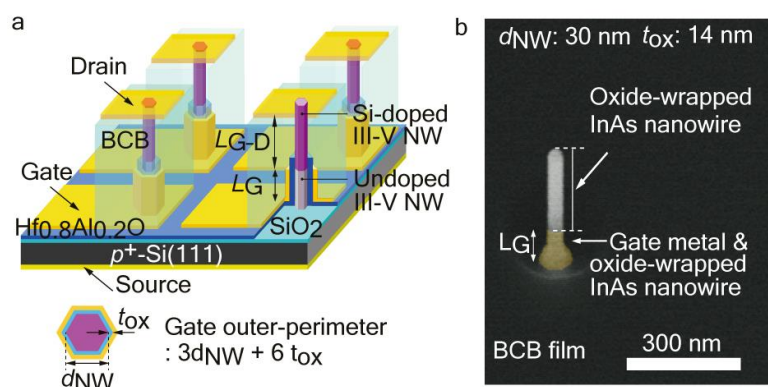 a
Drain
BCB
Gate
LG-D
LG
Si-doped
III-V NW
Undoped
III-V NW
Hf0.8Al0.2O
SiO2
p+-Si(111)
Source
tox
dNW
Gate outer-perimeter
: 3dNW + 6 tox
b
dNW: 30 nm tox: 14 nm
Oxide-wrapped
InAs nanowire
LG
Gate metal &
oxide-wrapped
InAs nanowire
BCB film
300 nm